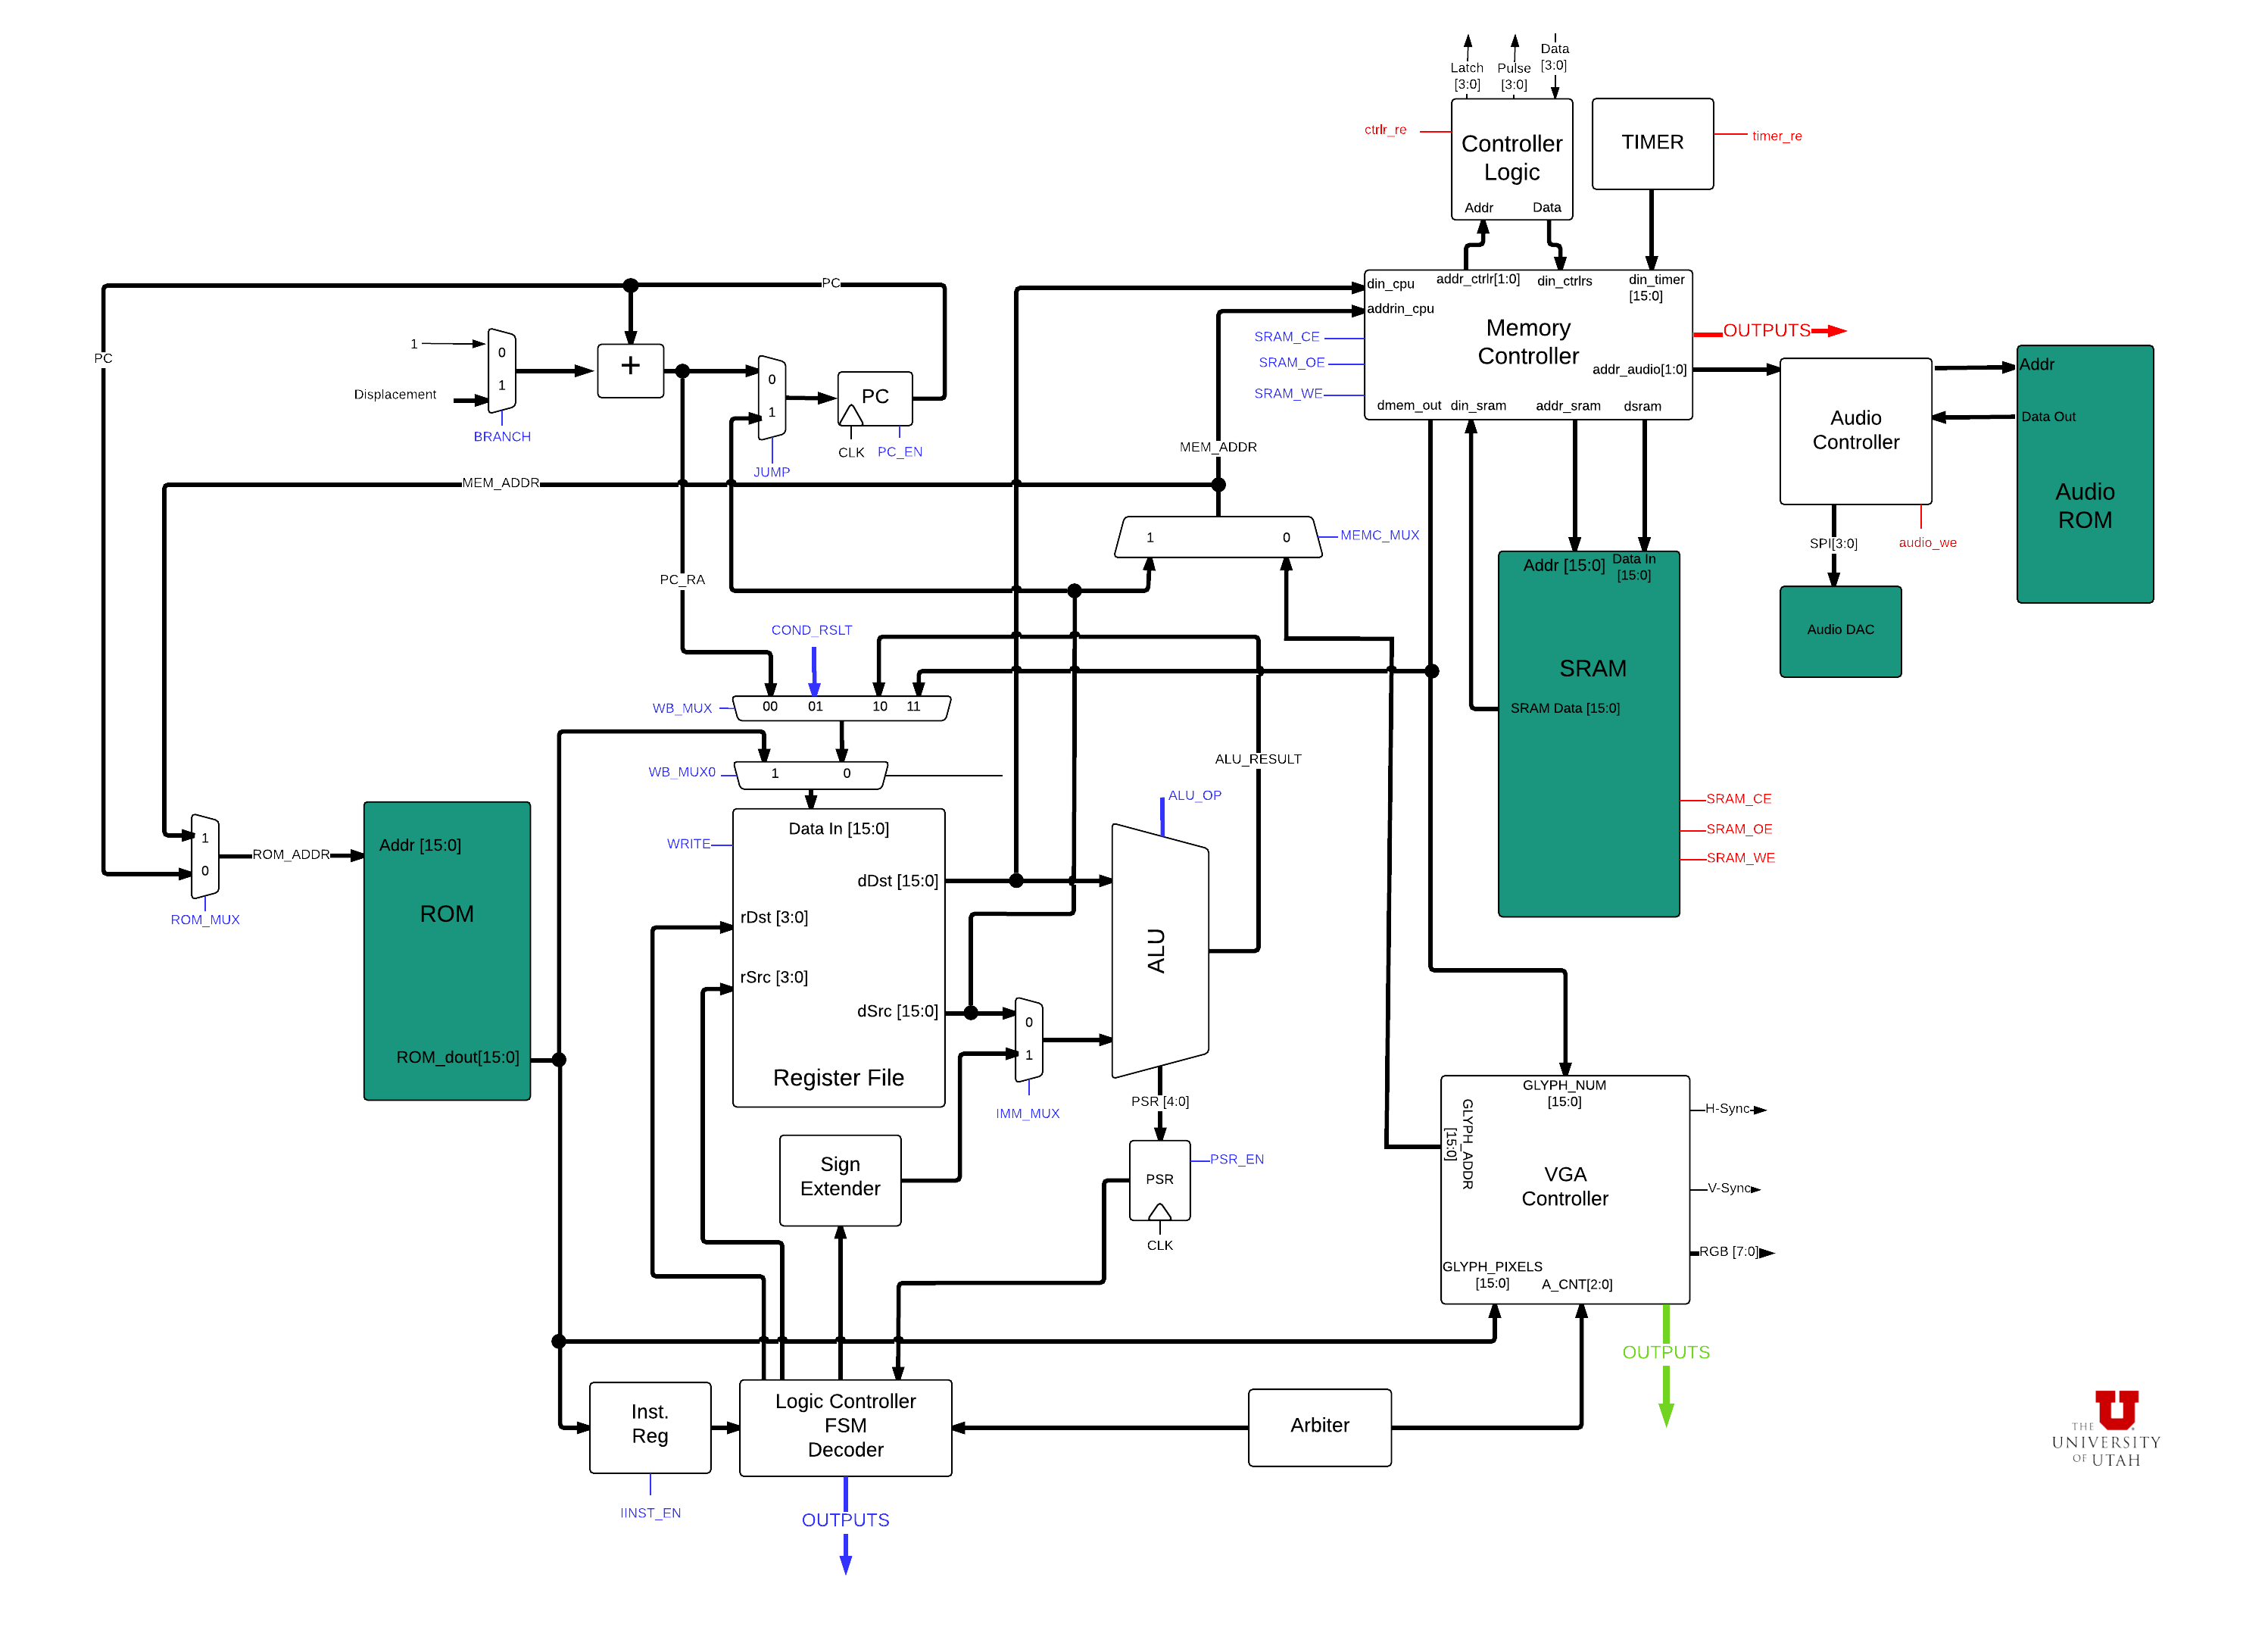 Latch
[3:0]
Pulse
[3:0]
Data
[3:0]
ctrlr_re
Controller
Logic
Addr
Data
TIMER
timer_re
PC
PC
1
Displacement
0
1
BRANCH
+
0
1
JUMP
PC
CLK
PC_EN
din_cpu
addrin_cpu
addr_ctrlr[1:0]
din_ctrlrs
din_timer
[15:0]
Memory
Controller
SRAM_CE
SRAM_OE
SRAM_WE
addr_audio[1:0]
dmem_out
din_sram
addr_sram
dsram
OUTPUTS
Audio
Controller
SPI[3:0]
audio_we
Audio DAC
Addr
Data Out
Audio
ROM
MEM_ADDR
MEM_ADDR
1
0
MEMC_MUX
PC_RA
COND_RSLT
WB_MUX
00
01
10
11
WB_MUX0
1
0
ALU_RESULT
Addr [15:0]
Data In
[15:0]
SRAM
SRAM Data [15:0]
SRAM_CE
SRAM_OE
SRAM_WE
1
0
ROM_MUX
ROM_ADDR
Addr [15:0]
ROM
ROM_dout[15:0]
WRITE
Data In [15:0]
dDst [15:0]
rDst [3:0]
rSrc [3:0]
dSrc [15:0]
Register File
0
1
IMM_MUX
ALU_OP
ALU
PSR [4:0]
PSR
PSR_EN
CLK
Sign
Extender
GLYPH_NUM
[15:0]
GLYPH_ADDR
[15:0]
VGA
Controller
GLYPH_PIXELS
[15:0]
A_CNT[2:0]
H-Sync
V-Sync
RGB [7:0]
OUTPUTS
Inst.
Reg
IINST_EN
Logic Controller
FSM
Decoder
OUTPUTS
Arbiter
THE
UNIVERSITY
OF UTAH